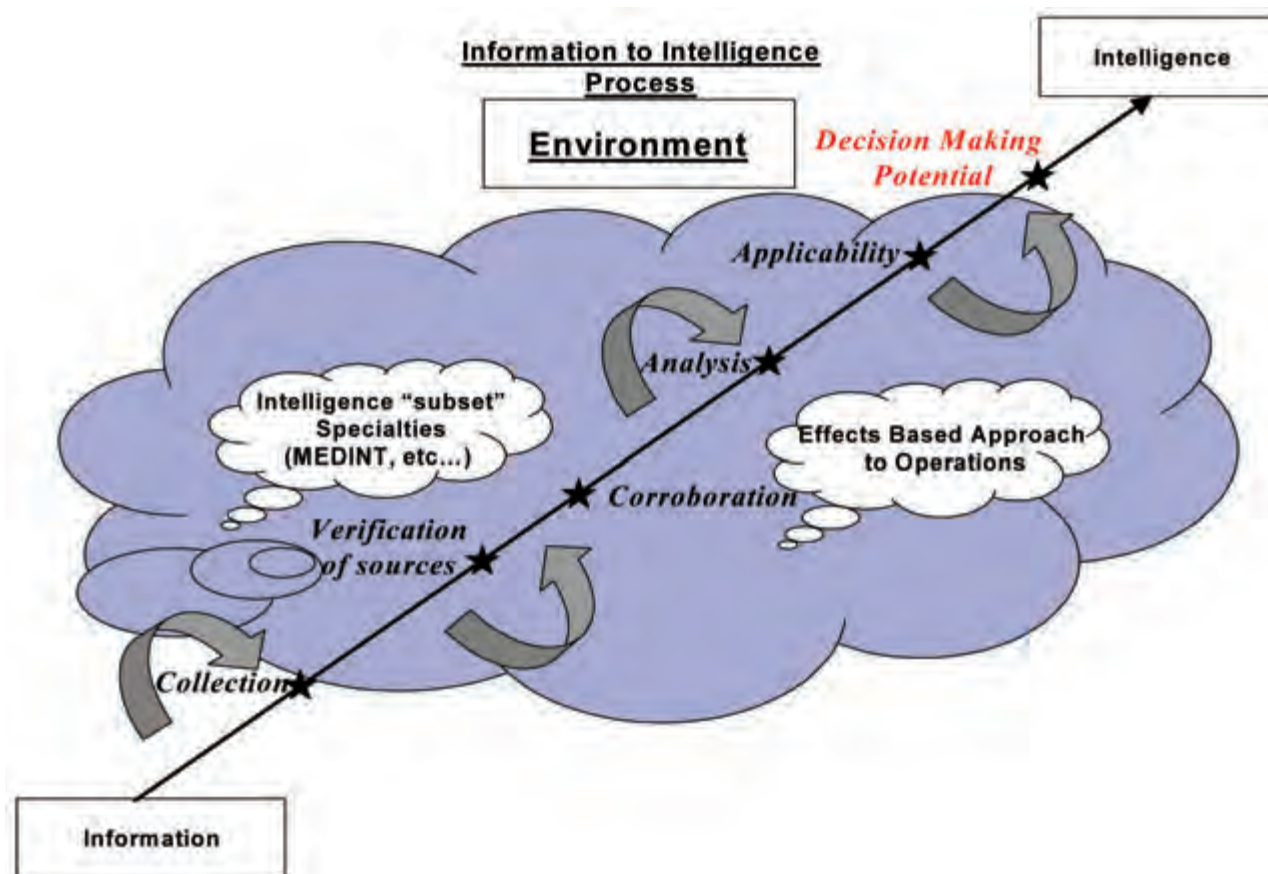 Information to Intelligence
Process
Intelligence
Environment
Decision Making
Potential
Applicability
Analysis
Intelligence “subset”
Specialties
(MEDINT, etc...)
Effects Based Approach
to Operations
Corroboration
Verification
of sources
Collection
Information